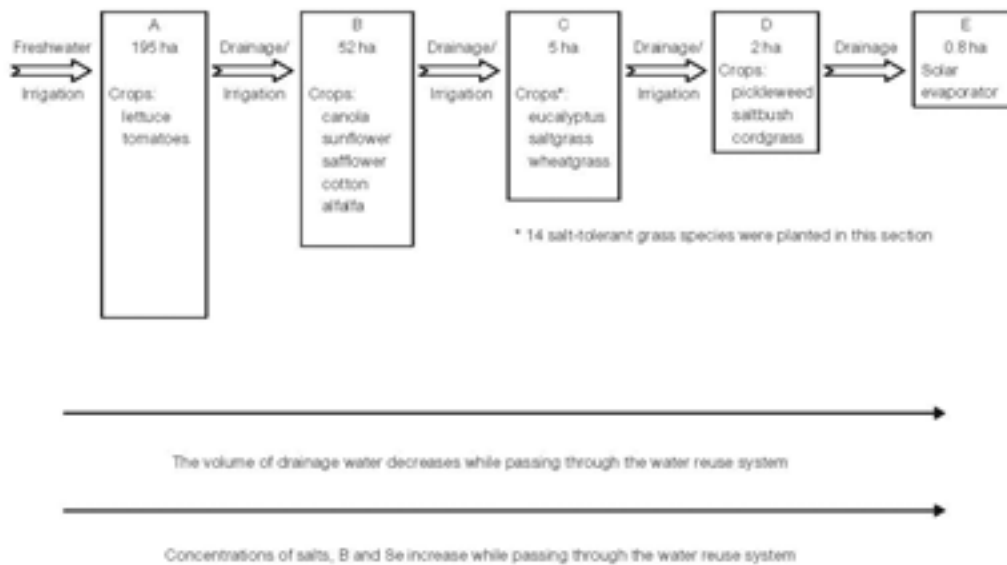 Freshwater
Irrigation
A
195 ha
Crops:
lettuce
tomatoes
Drainage/
Irrigation
B
52 ha
Crops:
canola
sunflower
safflower
cotton
alfalfa
Drainage/
Irrigation
C
5 ha
Crops*:
eucalyptus
saltgrass
wheatgrass
Drainage/
Irrigation
D
2 ha
Crops:
pickleweed
saltbush
cordgrass
Drainage
E
0.8 ha
Solar
evaporator
* 14 salt-tolerant grass species were planted in this section
The volume of drainage water decreases while passing through the water reuse system
Concentrations of salts, B and Se increase while passing through the water reuse system